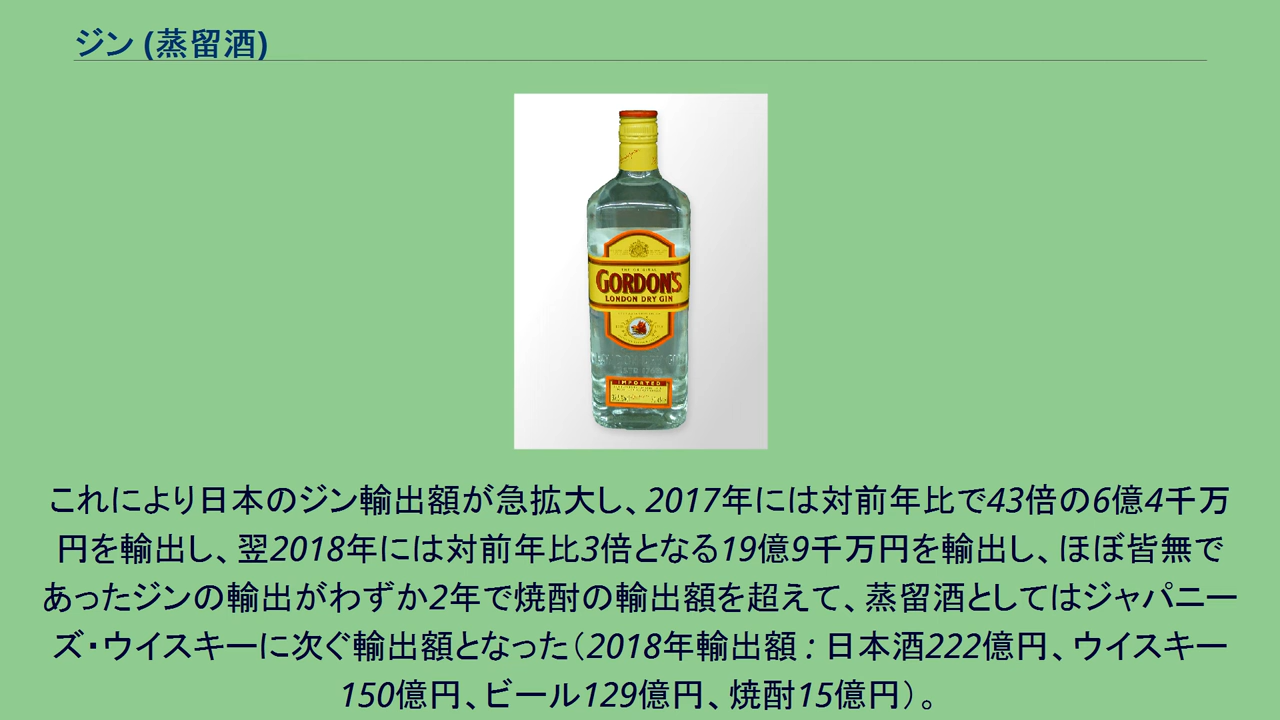 ジン (蒸留酒)
THE ORIGINAL
GORDON'S
LONDON DRY GIN
IMPORTED
これにより日本のジン輸出額が急拡大し、2017年には対前年比で43倍の6億4千万
円を輸出し、翌2018年には対前年比3倍となる19億9千万円を輸出し、ほぼ皆無で
あったジンの輸出がわずか2年で焼酎の輸出額を超えて、蒸留酒としてはジャパニー
ズ・ウイスキーに次ぐ輸出額となった（2018年輸出額 : 日本酒222億円、ウイスキー
150億円、ビール129億円、焼酎15億円）。